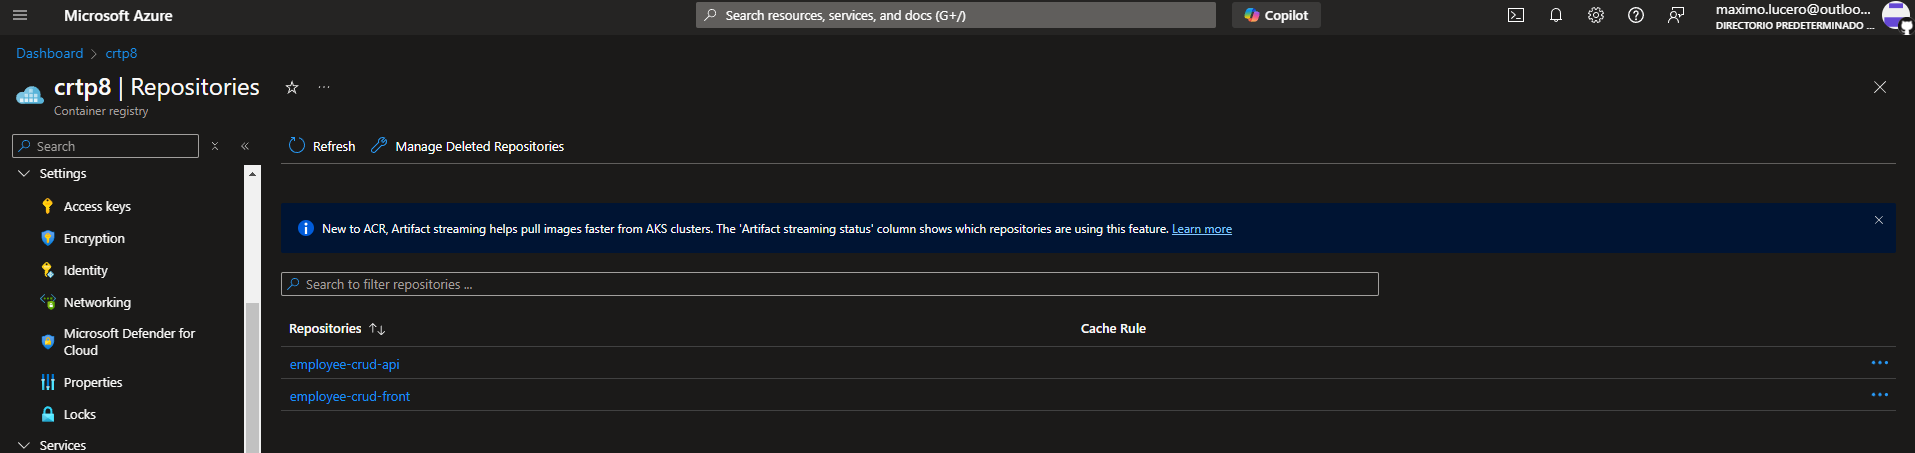 Microsoft Azure
Search resources, services, and docs (G+/)
Copilot
maximo.lucero@outloo...
DIRECTORIO PREDETERMINADO ...
Dashboard > crtp8
crtp8 | Repositories
...
Container registry
Search
Refresh
Manage Deleted Repositories
Settings
Access keys
Encryption
Identity
Networking
Microsoft Defender for
Cloud
Properties
Locks
Services
New to ACR, Artifact streaming helps pull images faster from AKS clusters. The 'Artifact streaming status' column shows which repositories are using this feature. Learn more
Search to filter repositories ...
Repositories
Cache Rule
employee-crud-api
employee-crud-front